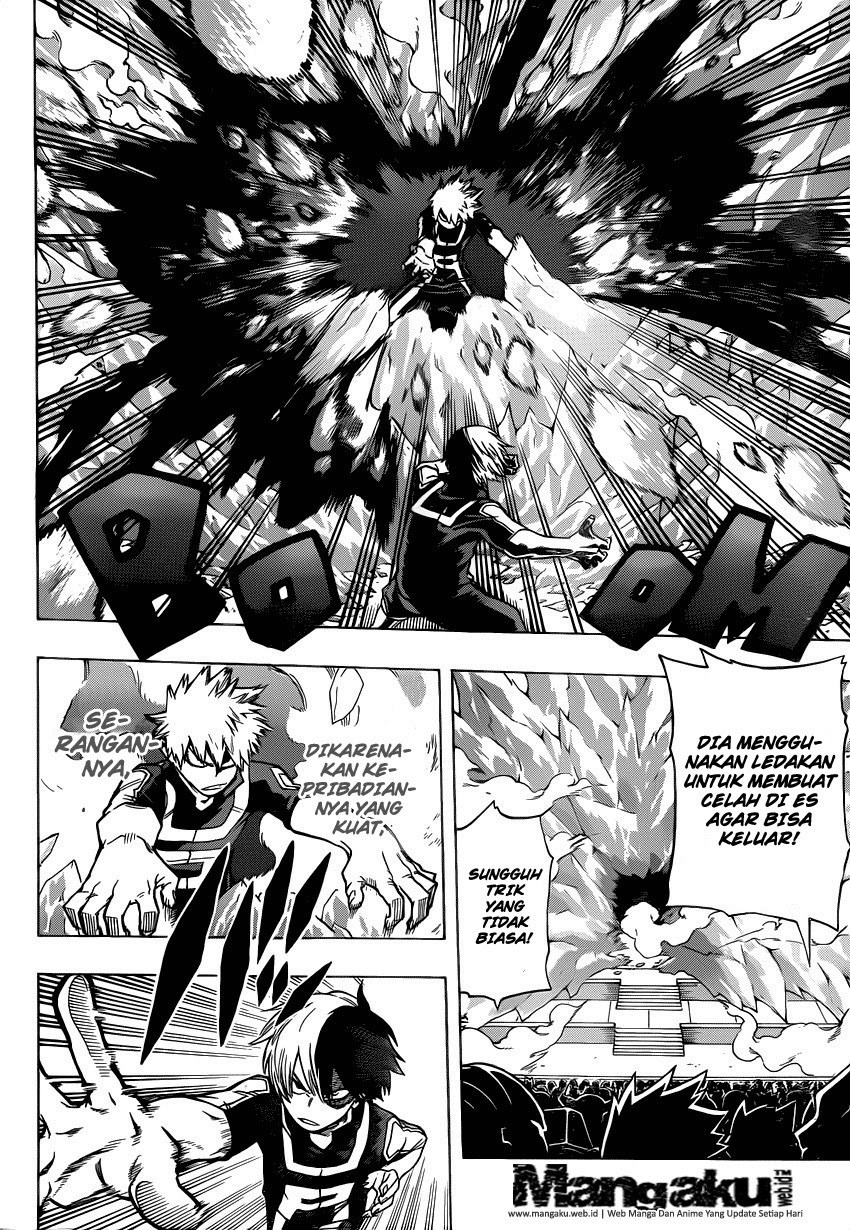 BOOM
DIA MENGGU-
NAKAN LEDAKAN
UNTUK MEMBUAT
CELAH DI ES
AGAR BISA
KELUAR!
SUNGGUH
TRIK
YANG
TIDAK
BIASA!
DIKARENA-
KAN KE-
PRIBADIAN-
NYA YANG
KUAT,
SE-
RANGAN-
NYA,
Mangaku
www.mangaku.web.id | Web Manga Dan Anime Yang Update Setiap Hari